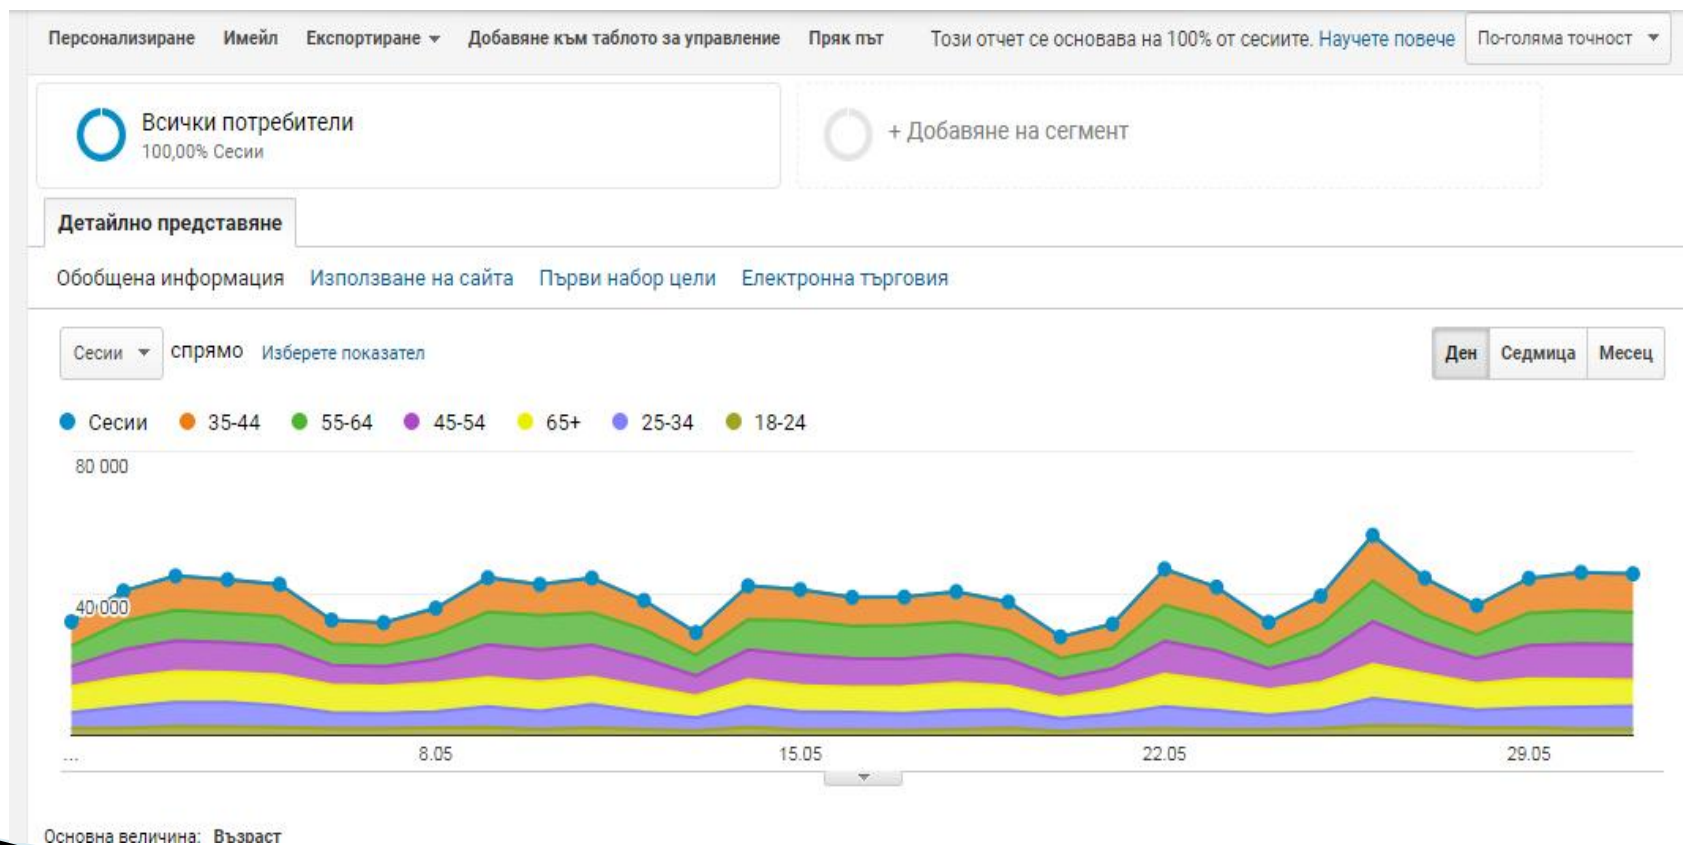 Персонализиране Имейл Експортиране Добавяне към таблото за управление Пряк път Този отчет се основава на 100% от сесиите. Научете повече По-голяма точност
Всички потребители
100,00% Сесии
+ Добавяне на сегмент
Детайлно представяне
Обобщена информация Използване на сайта Първи набор цели Електронна търговия
Сесии спрямо Изберете показател Ден Седмица Месец
Сесии 35-44 55-64 45-54 65+ 25-34 18-24
80 000
40 000
... 8.05 15.05 22.05 29.05
Основна величина: Възраст